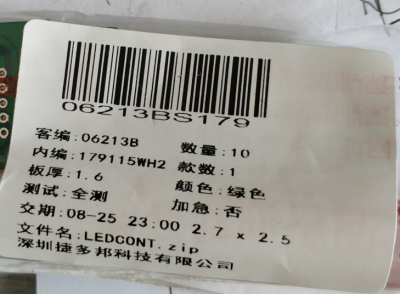 06213BS179
客编:06213B 数量:10
内编:179115WH2 款数:1
板厚:1.6 颜色:绿色
测试:全测 加急:否
交期:08-25 23:00 2.7 x 2.5
文件名:LEDCONT.zip
深圳捷多邦科技有限公司